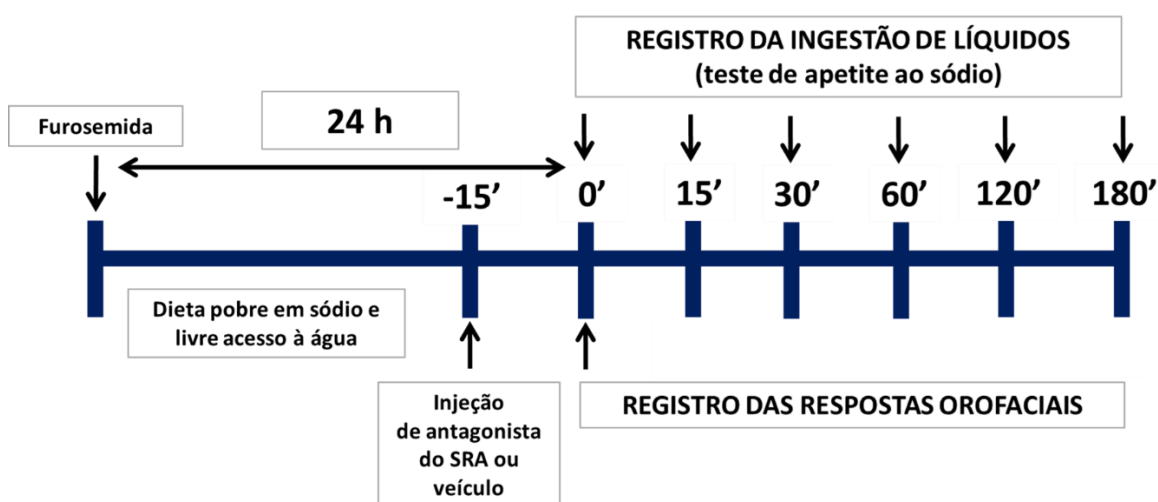 REGISTRO DA INGESTÃO DE LÍQUIDOS
(teste de apetite ao sódio)
Furosemida
24 h
-15’
0’
15’
30’
60’
120’
180’
Dieta pobre em sódio e
livre acesso à água
Injeção
de antagonista
do SRA ou
veículo
REGISTRO DAS RESPOSTAS OROFACIAIS